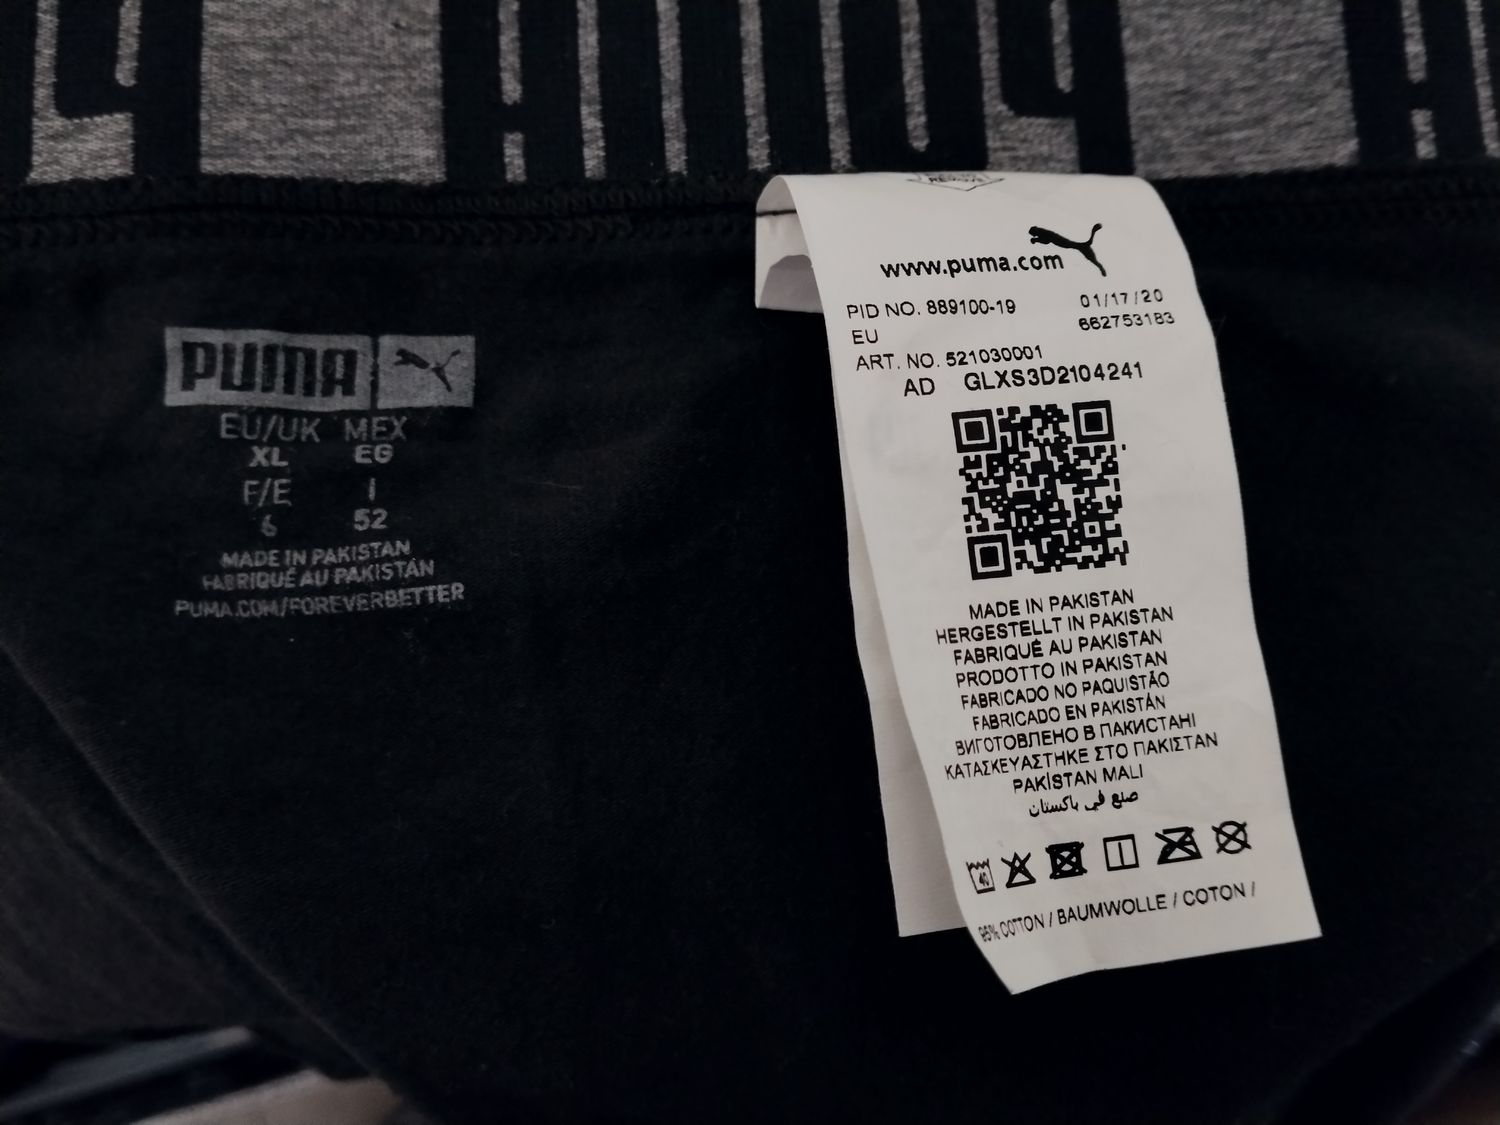 PUMA
EU/UK MEX
XL EG
F/E I
6 52
MADE IN PAKISTAN
FABRIQUÉ AU PAKISTAN
PUMA.COM/FOREVERBETTER
www.puma.com
PID NO. 889100-19 01/17/20
EU 662753183
ART. NO. 521030001
AD GLXS3D2104241
MADE IN PAKISTAN
HERGESTELLT IN PAKISTAN
FABRIQUÉ AU PAKISTAN
PRODOTTO IN PAKISTAN
FABRICADO NO PAQUISTÃO
FABRICADO EN PAKISTÁN
ВИГОТОВЛЕНО В ПАКИСТАНІ
ΚΑΤΑΣΚΕΥΑΣΤΗΚΕ ΣΤΟ ΠΑΚΙΣΤΑΝ
PAKİSTAN MALI
صنع في باكستان
40
95% COTTON / BAUMWOLLE / COTON /